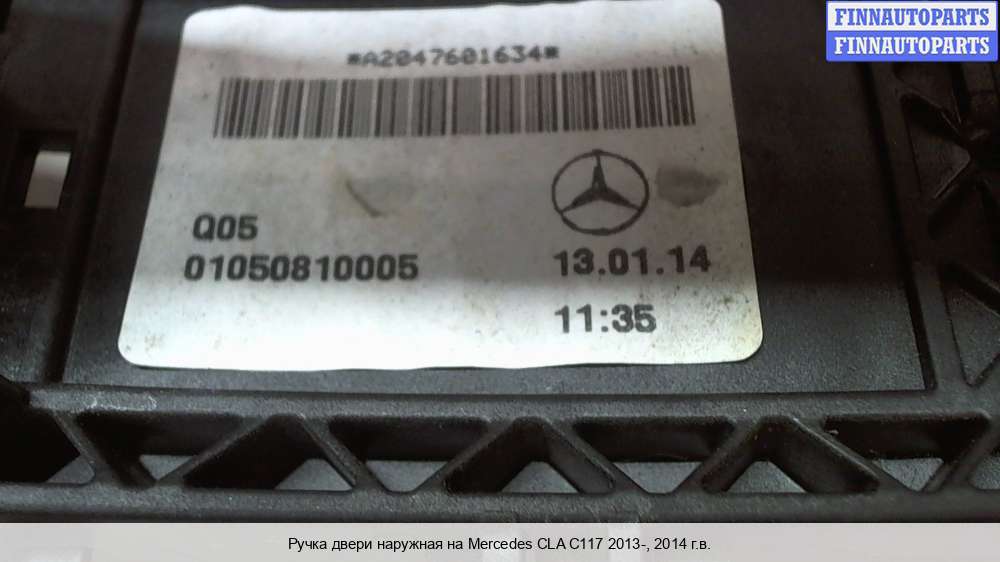 FINNAUTOPARTS
FINNAUTOPARTS
*A2047601634*
Q05
01050810005
13.01.14
11:35
Ручка двери наружная на Mercedes CLA C117 2013-, 2014 г.в.